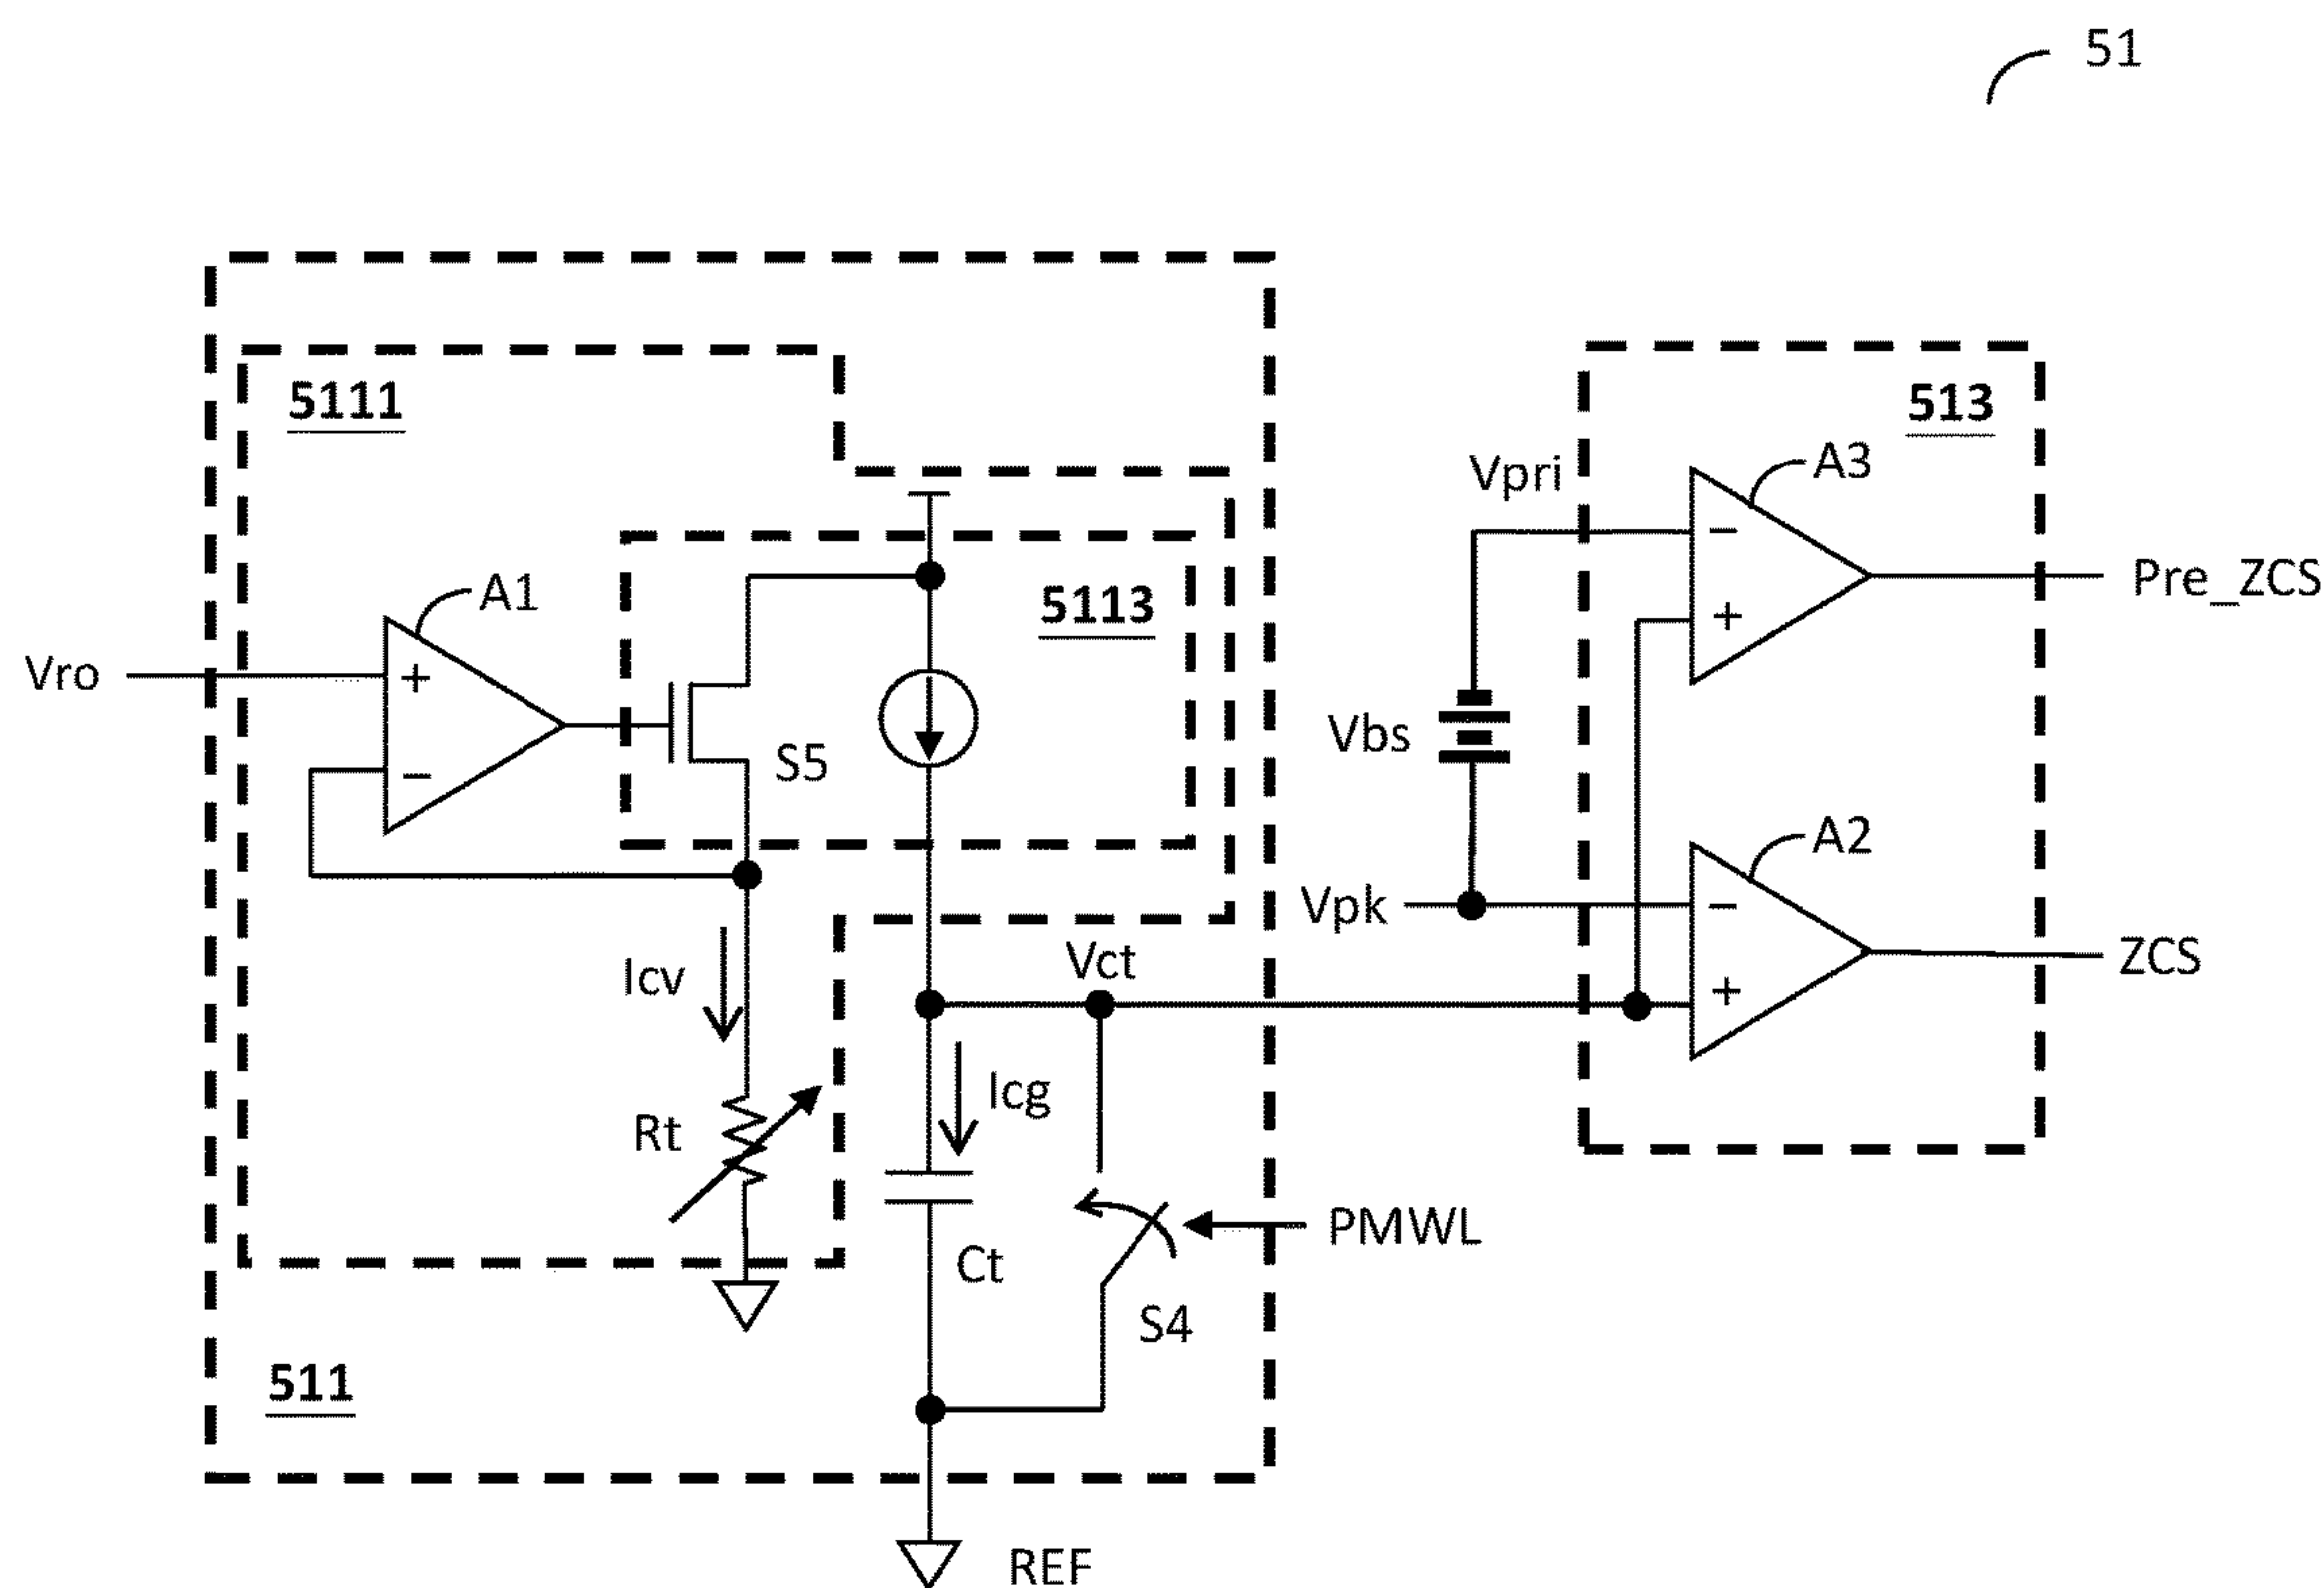 51
5111
513
A3
Vpri
Pre_ZCS
A1
5113
Vro
+
−
S5
Vbs
−
+
A2
Vpk
−
+
Vct
ZCS
Icv
Icg
Rt
PMWL
Ct
S4
511
REF